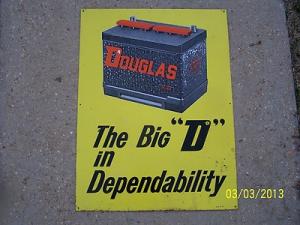 DOUGLAS
The Big "D"
in
Dependability
03/03/2013